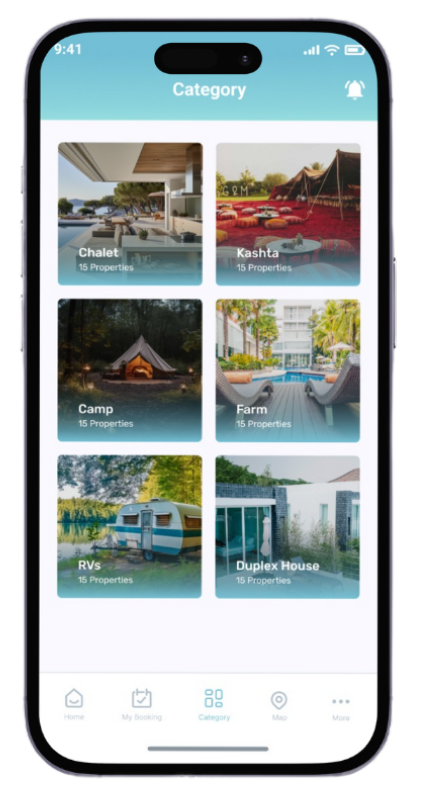 9:41
Category
Chalet
15 Properties
Kashta
15 Properties
Camp
15 Properties
Farm
15 Properties
RVs
15 Properties
Duplex House
15 Properties
Home
My Booking
Category
Map
More